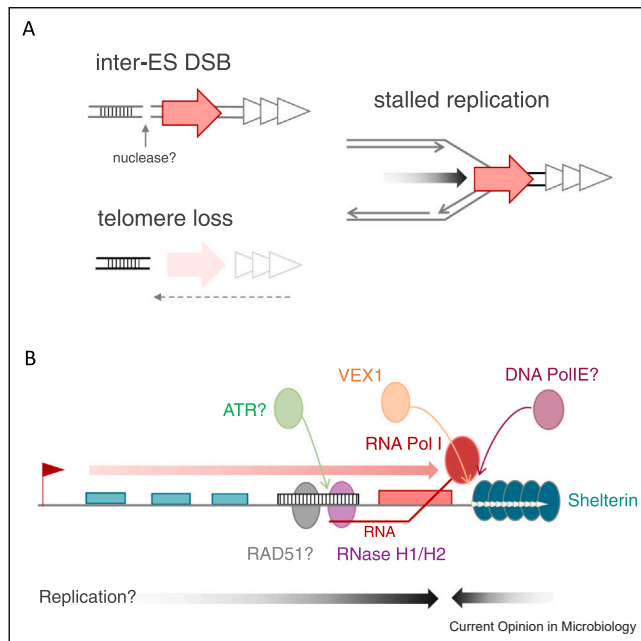 A
inter-ES DSB
nuclease?
stalled replication
telomere loss
B
VEX1
DNA PolIE?
ATR?
RNA Pol I
Shelterin
RNA
RAD51?
RNase H1/H2
Replication?
Current Opinion in Microbiology